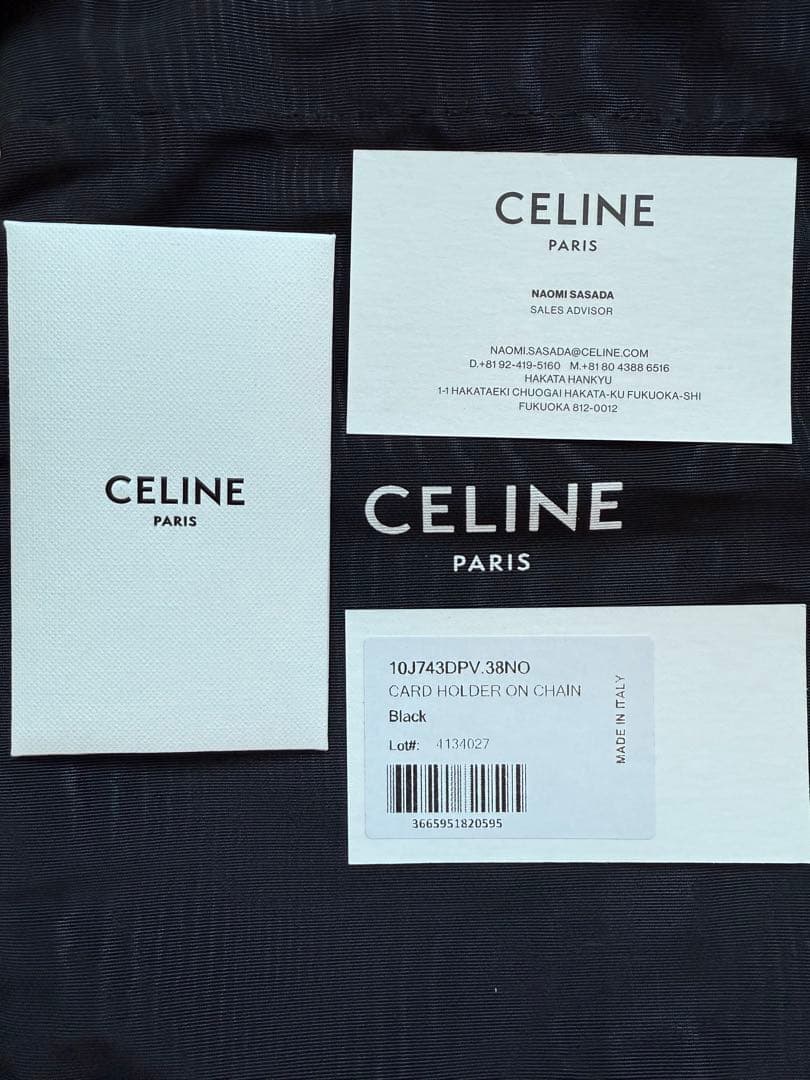 CELINE
PARIS
NAOMI SASADA
SALES ADVISOR
NAOMI.SASADA@CELINE.COM
D.+81 92-419-5160 M.+81 80 4388 6516
HAKATA HANKYU
1-1 HAKATAEKI CHUOGAI HAKATA-KU FUKUOKA-SHI
FUKUOKA 812-0012
CELINE
PARIS
CELINE
PARIS
10J743DPV.38NO
CARD HOLDER ON CHAIN
Black
Lot#: 4134027
3665951820595
MADE IN ITALY